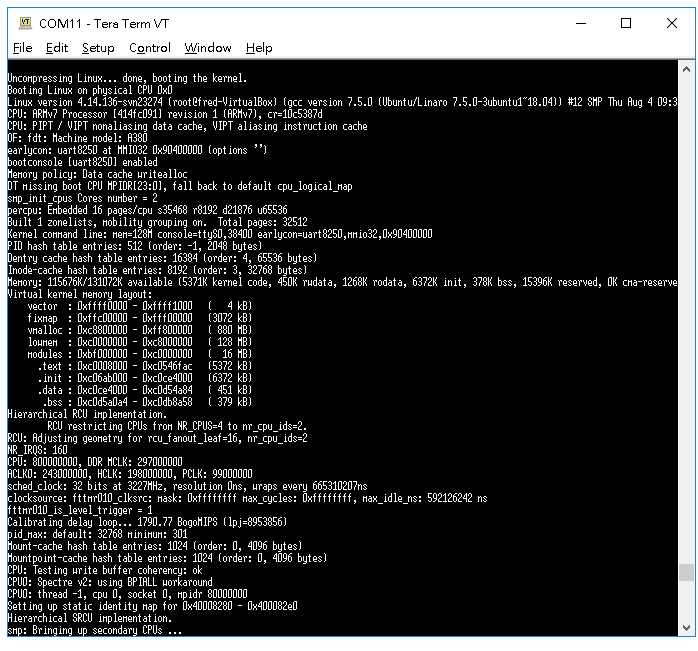 COM11 - Tera Term VT
File Edit Setup Control Window Help
Uncompressing Linux... done, booting the kernel.
Booting Linux on physical CPU 0x0
Linux version 4.14.136-svn23274 (root@fred-VirtualBox) (gcc version 7.5.0 (Ubuntu/Linaro 7.5.0-3ubuntu1~18.04)) #12 SMP Thu Aug 4 09:3
CPU: ARMv7 Processor [414fc091] revision 1 (ARMv7), cr=10c5387d
CPU: PIPT / VIPT nonaliasing data cache, VIPT aliasing instruction cache
OF: fdt: Machine model: A380
earlycon: uart8250 at MMIO32 0x90400000 (options '')
bootconsole [uart8250] enabled
Memory policy: Data cache writealloc
DT missing boot CPU MPIDR[23:0], fall back to default cpu_logical_map
smp_init_cpus Cores number = 2
percpu: Embedded 16 pages/cpu s35468 r8192 d21876 u65536
Built 1 zonelists, mobility grouping on.  Total pages: 32512
Kernel command line: mem=128M console=ttyS0,38400 earlycon=uart8250,mmio32,0x90400000
PID hash table entries: 512 (order: -1, 2048 bytes)
Dentry cache hash table entries: 16384 (order: 4, 65536 bytes)
Inode-cache hash table entries: 8192 (order: 3, 32768 bytes)
Memory: 115676K/131072K available (5371K kernel code, 450K rwdata, 1268K rodata, 6372K init, 378K bss, 15396K reserved, 0K cma-reserve
Virtual kernel memory layout:
vector : 0xffff0000 - 0xffff1000 ( 4 kB)
fixmap : 0xffc00000 - 0xfff00000 (3072 kB)
vmalloc : 0xc8800000 - 0xff800000 ( 880 MB)
lowmem : 0xc0000000 - 0xc8000000 ( 128 MB)
modules : 0xbf000000 - 0xc0000000 ( 16 MB)
.text : 0xc0008000 - 0xc0546fac (5372 kB)
.init : 0xc06ab000 - 0xc0ce4000 (6372 kB)
.data : 0xc0ce4000 - 0xc0d54a84 ( 451 kB)
.bss : 0xc0d5a0a4 - 0xc0db8a58 ( 379 kB)
Hierarchical RCU implementation.
RCU restricting CPUs from NR_CPUS=4 to nr_cpu_ids=2.
RCU: Adjusting geometry for rcu_fanout_leaf=16, nr_cpu_ids=2
NR_IRQS: 160
CPU: 800000000, DDR MCLK: 297000000
ACLK0: 243000000, HCLK: 198000000, PCLK: 99000000
sched_clock: 32 bits at 3227MHz, resolution 0ns, wraps every 665310207ns
clocksource: fttmr010_clksrc: mask: 0xffffffff max_cycles: 0xffffffff, max_idle_ns: 592126242 ns
fttmr010_is_level_trigger = 1
Calibrating delay loop... 1790.77 BogoMIPS (lpj=8953856)
pid_max: default: 32768 minimum: 301
Mount-cache hash table entries: 1024 (order: 0, 4096 bytes)
Mountpoint-cache hash table entries: 1024 (order: 0, 4096 bytes)
CPU: Testing write buffer coherency: ok
CPU0: Spectre v2: using BPIALL workaround
CPU0: thread -1, cpu 0, socket 0, mpidr 80000000
Setting up static identity map for 0x40008280 - 0x400082e0
Hierarchical SRCU implementation.
smp: Bringing up secondary CPUs ...